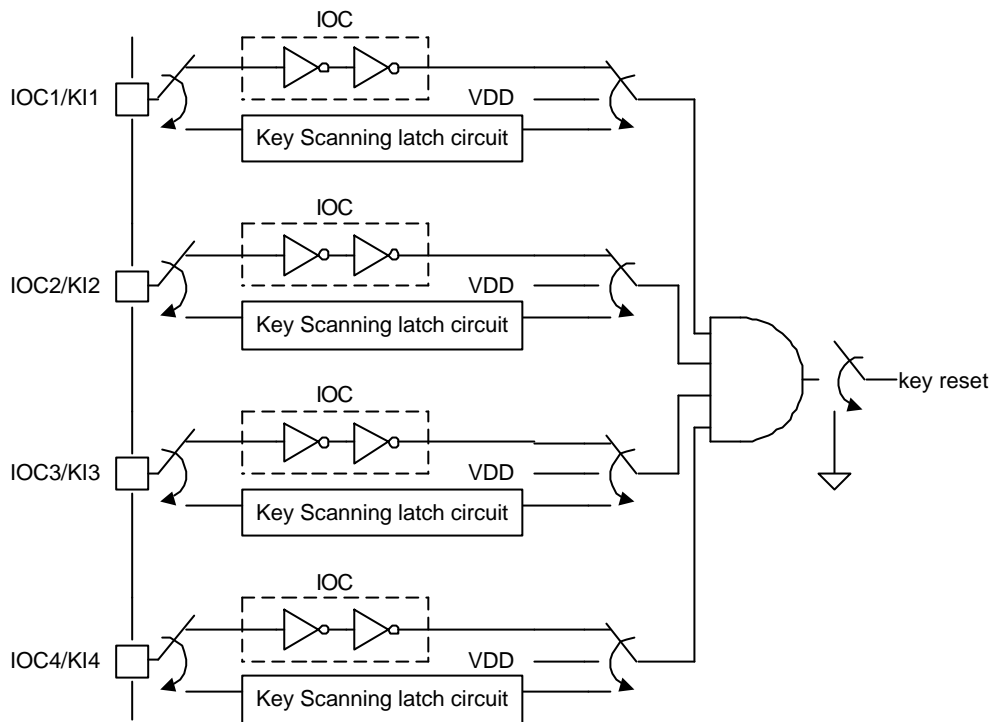 IOC
IOC1/KI1
VDD
Key Scanning latch circuit
IOC
IOC2/KI2
VDD
Key Scanning latch circuit
key reset
IOC
IOC3/KI3
VDD
Key Scanning latch circuit
IOC
IOC4/KI4
VDD
Key Scanning latch circuit